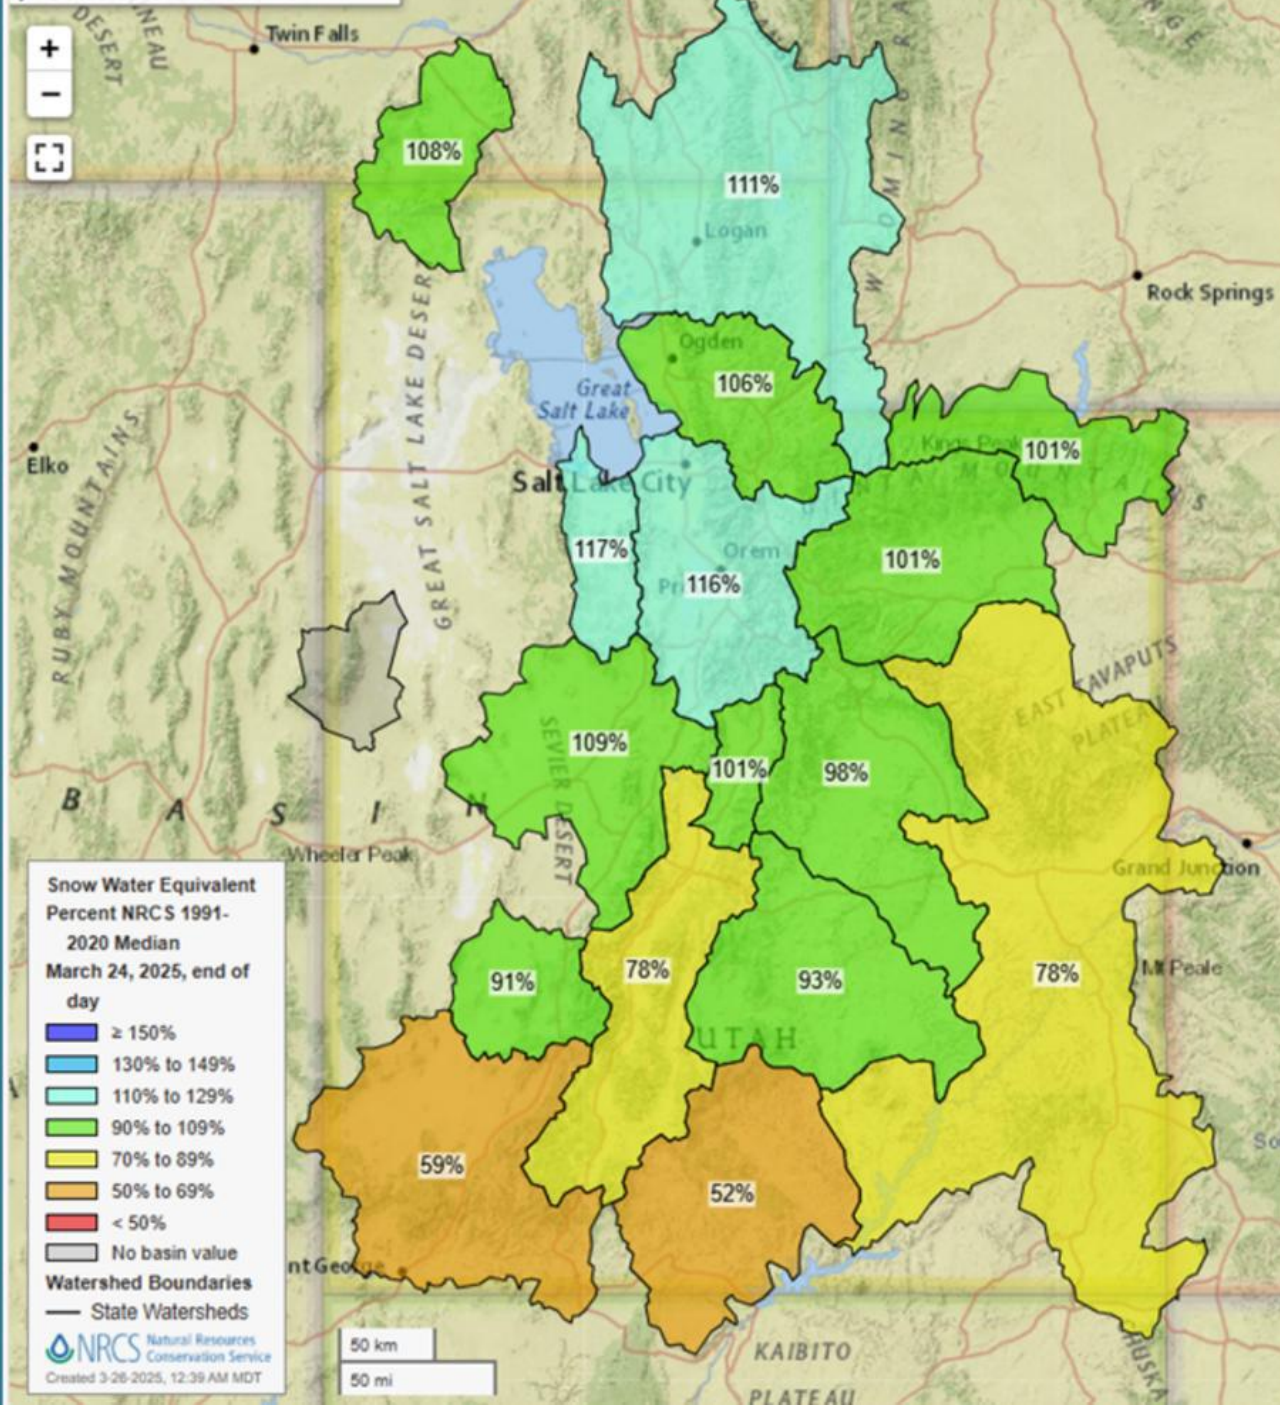 DESERT
Twin Falls
+
−
108%
111%
Logan
WYOMING
Rock Springs
Ogden
106%
Great
Salt Lake
GREAT SALT LAKE DESER
Elko
RUBY MOUNTAINS
Kings Peak
101%
Salt Lake City
117%
Orem
116%
101%
EAST TAVAPUTS
PLATEAU
109%
SEVIER DESERT
101%
98%
B A S I N
Wheeler Peak
Grand Junction
91%
78%
93%
78%
Mt Peale
UTAH
59%
52%
nt George
Snow Water Equivalent
Percent NRCS 1991-
2020 Median
March 24, 2025, end of
day
≥ 150%
130% to 149%
110% to 129%
90% to 109%
70% to 89%
50% to 69%
< 50%
No basin value
Watershed Boundaries
State Watersheds
NRCS Natural Resources
Conservation Service
Created 3-26-2025, 12:39 AM MDT
50 km
50 mi
KAIBITO
PLATEAU